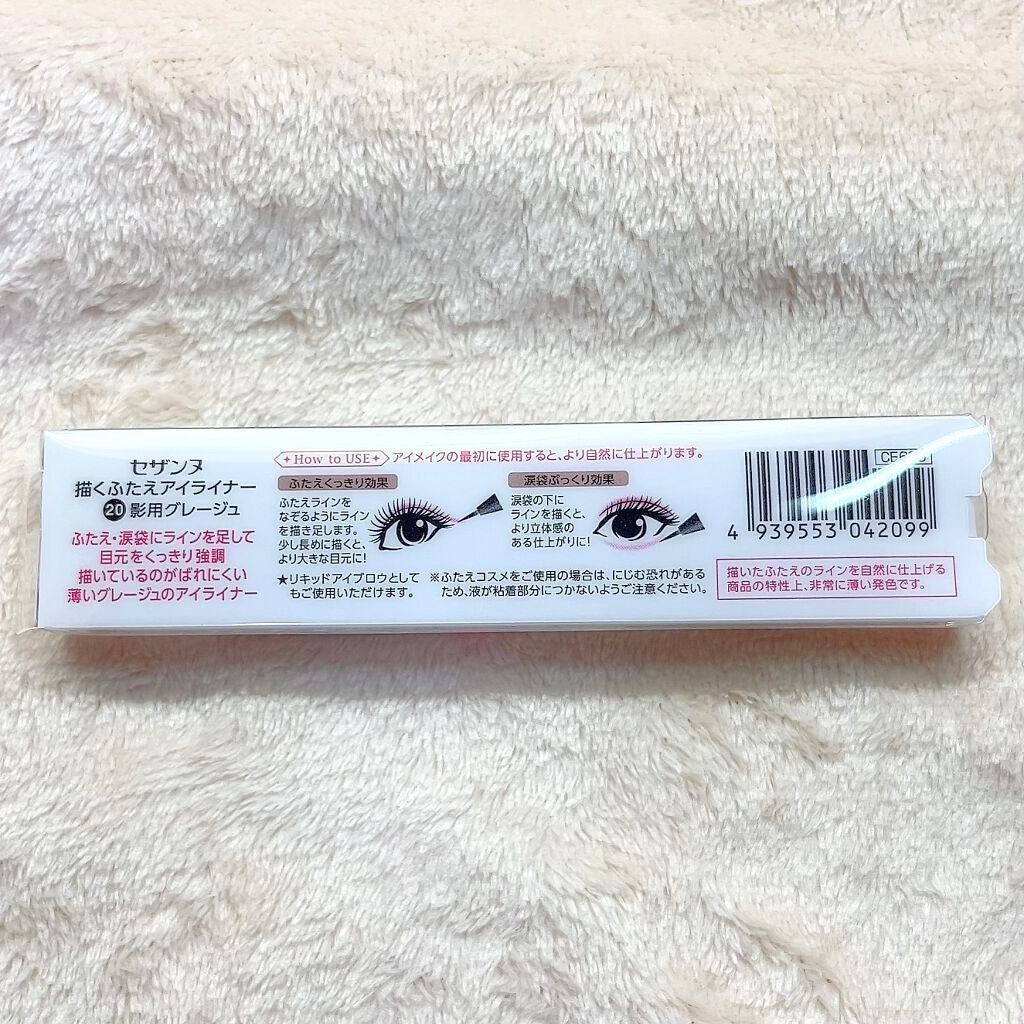 セザンヌ
描くふたえアイライナー
20 影用グレージュ
ふたえ・涙袋にラインを足して
目元をくっきり強調
描いているのがばれにくい
薄いグレージュのアイライナー
How to USE アイメイクの最初に使用すると、より自然に仕上がります。
ふたえくっきり効果
ふたえラインを
なぞるようにライン
を描き足します。
少し長めに描くと、
より大きな目元に!
★リキッドアイブロウとして
もご使用いただけます。
涙袋ぷっくり効果
涙袋の下に
ラインを描くと、
より立体感の
ある仕上がりに!
※ふたえコスメをご使用の場合は、にじむ恐れがある
ため、液が粘着部分につかないようご注意ください。
4 939553 042099
描いたふたえのラインを自然に仕上げる
商品の特性上、非常に薄い発色です。